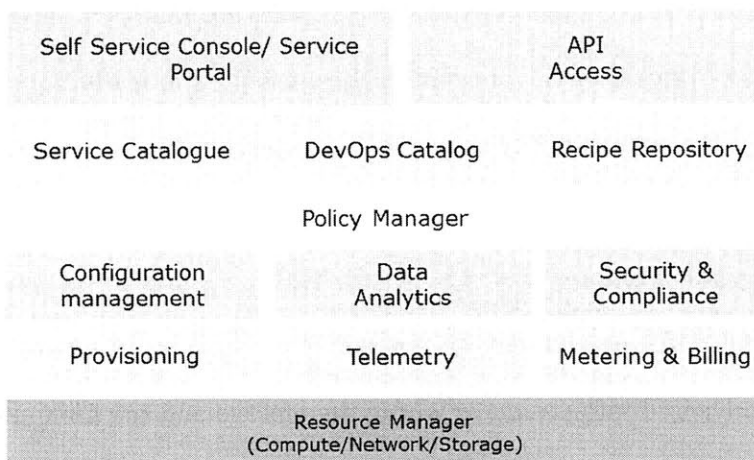 Self Service Console/ Service
Portal
API
Access
Service Catalogue
DevOps Catalog
Recipe Repository
Policy Manager
Configuration
management
Data
Analytics
Security &
Compliance
Provisioning
Telemetry
Metering & Billing
Resource Manager
(Compute/Network/Storage)